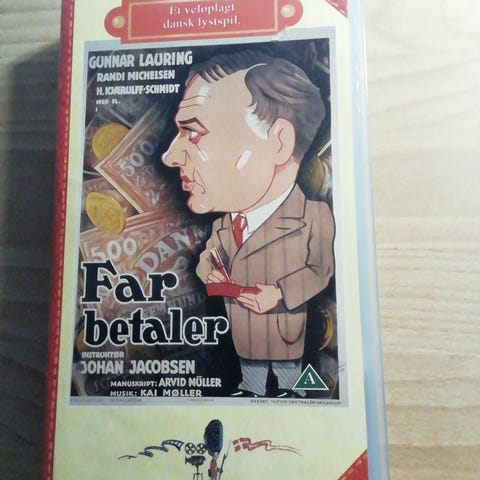 Et veloplagt
dansk lystspil.
GUNNAR LAURING
RANDI MICHELSEN
H. KJÆRULFF-SCHMIDT
MED FL.
I
500
500
DAN
Far
betaler
INSTRUKTØR
JOHAN JACOBSEN
MANUSKRIPT: ARVID MÜLLER
MUSIK: KAI MØLLER
A